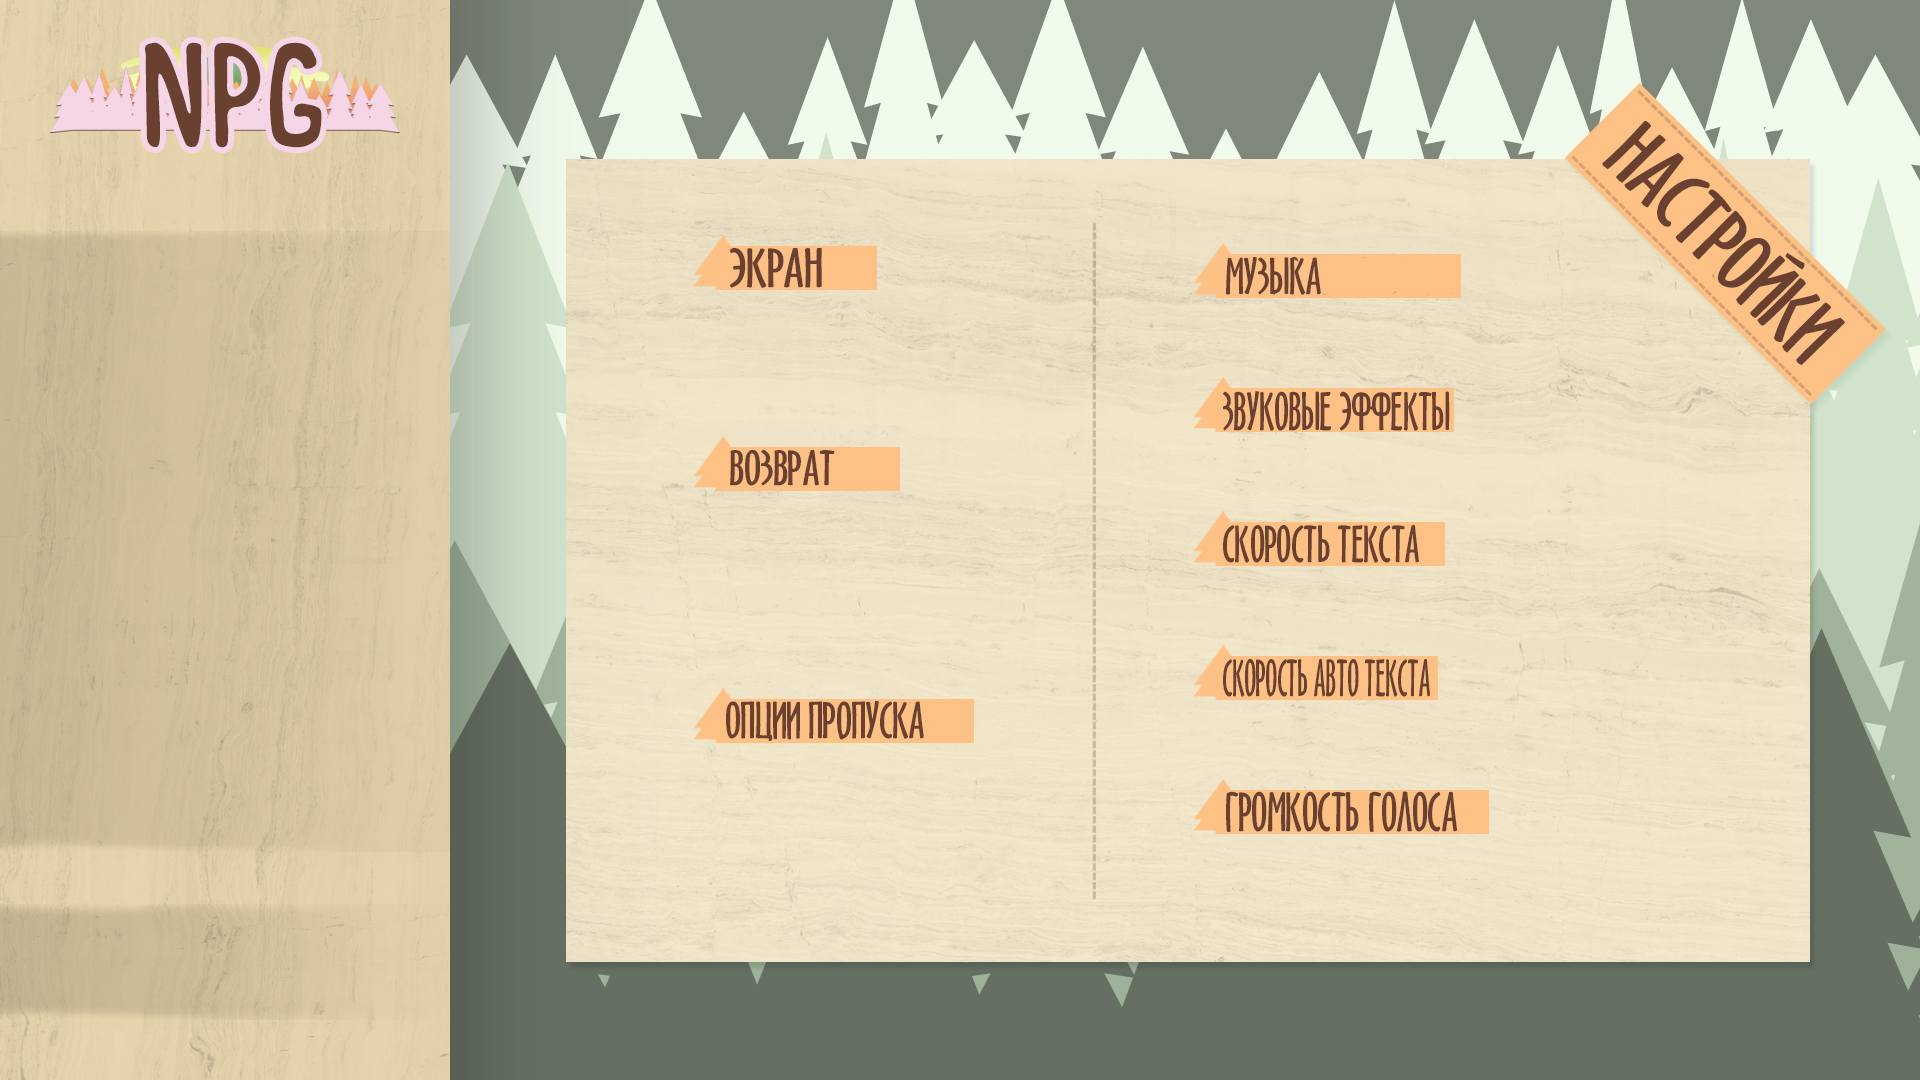 NPG
НАСТРОЙКИ
ЭКРАН
ВОЗВРАТ
ОПЦИИ ПРОПУСКА
МУЗЫКА
ЗВУКОВЫЕ ЭФФЕКТЫ
СКОРОСТЬ ТЕКСТА
СКОРОСТЬ АВТО ТЕКСТА
ГРОМКОСТЬ ГОЛОСА